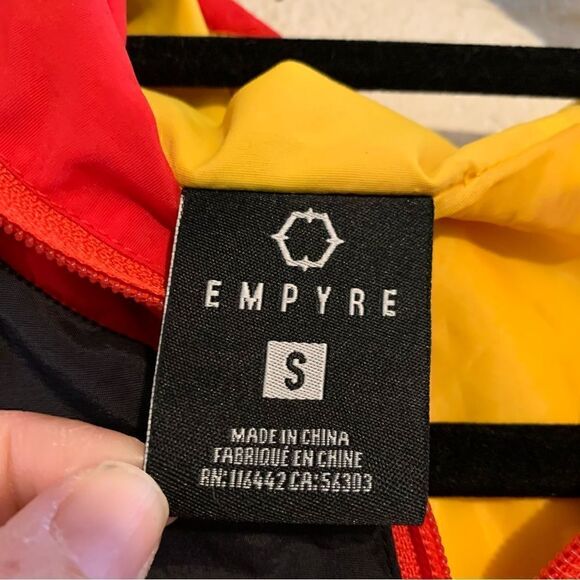 EMPYRE
S
MADE IN CHINA
FABRIQUÉ EN CHINE
RN: 116442 CA: 56303